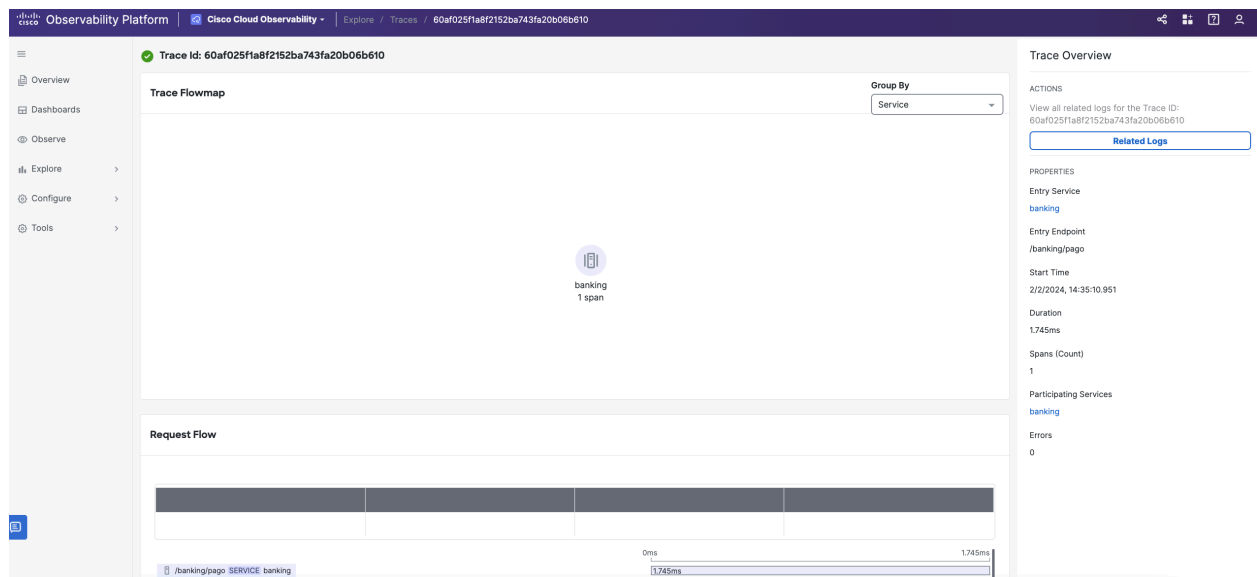 CISCO Observability Platform
Cisco Cloud Observability
Explore / Traces / 60af025f1a8f2152ba743fa20b06b610
Overview
Dashboards
Observe
Explore
Configure
Tools
Trace Id: 60af025f1a8f2152ba743fa20b06b610
Trace Flowmap
Group By
Service
banking
1 span
Request Flow
0ms
1.745ms
/banking/pago SERVICE banking
1.745ms
Trace Overview
ACTIONS
View all related logs for the Trace ID:
60af025f1a8f2152ba743fa20b06b610
Related Logs
PROPERTIES
Entry Service
banking
Entry Endpoint
/banking/pago
Start Time
2/2/2024, 14:35:10.951
Duration
1.745ms
Spans (Count)
1
Participating Services
banking
Errors
0